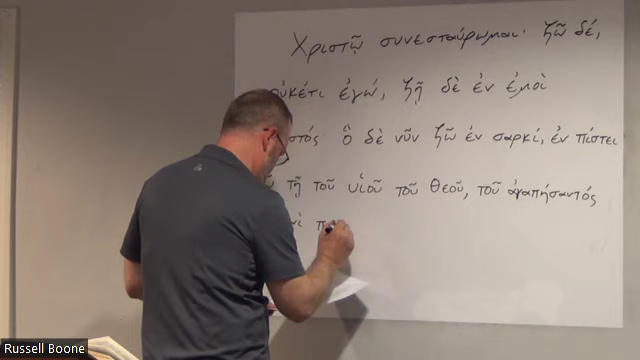 Χριστῷ συνεσταύρωμαι· ζῶ δέ,
οὐκέτι ἐγώ, ζῇ δὲ ἐν ἐμοὶ
ὃ δὲ νῦν ζῶ ἐν σαρκί, ἐν πίστει
τῇ τοῦ υἱοῦ τοῦ θεοῦ, τοῦ ἀγαπήσαντός
Russell Boone